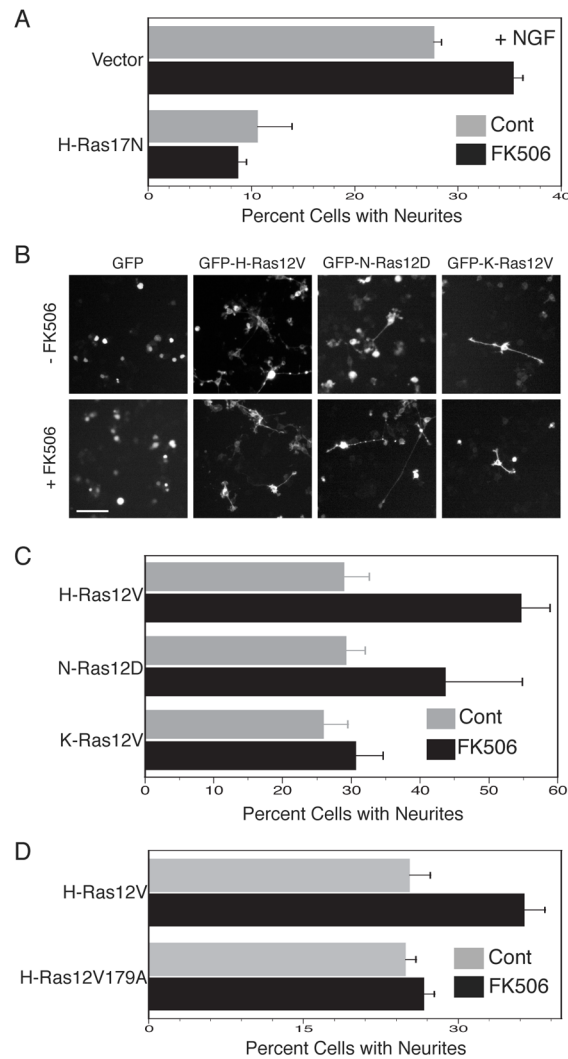 A
+ NGF
Vector
H-Ras17N
Cont
FK506
0 10 20 30 40
Percent Cells with Neurites
B
GFP GFP-H-Ras12V GFP-N-Ras12D GFP-K-Ras12V
- FK506
+ FK506
C
H-Ras12V
N-Ras12D
K-Ras12V
Cont
FK506
0 10 20 30 40 50 60
Percent Cells with Neurites
D
H-Ras12V
H-Ras12V179A
Cont
FK506
0 15 30
Percent Cells with Neurites